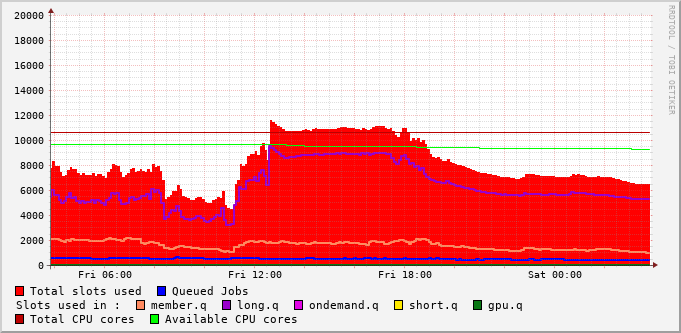 20000
18000
16000
14000
12000
10000
8000
6000
4000
2000
0
Fri 06:00 Fri 12:00 Fri 18:00 Sat 00:00
Total slots used Queued Jobs
Slots used in : member.q long.q ondemand.q short.q gpu.q
Total CPU cores Available CPU cores
RRDTOOL / TOBI OETIKER